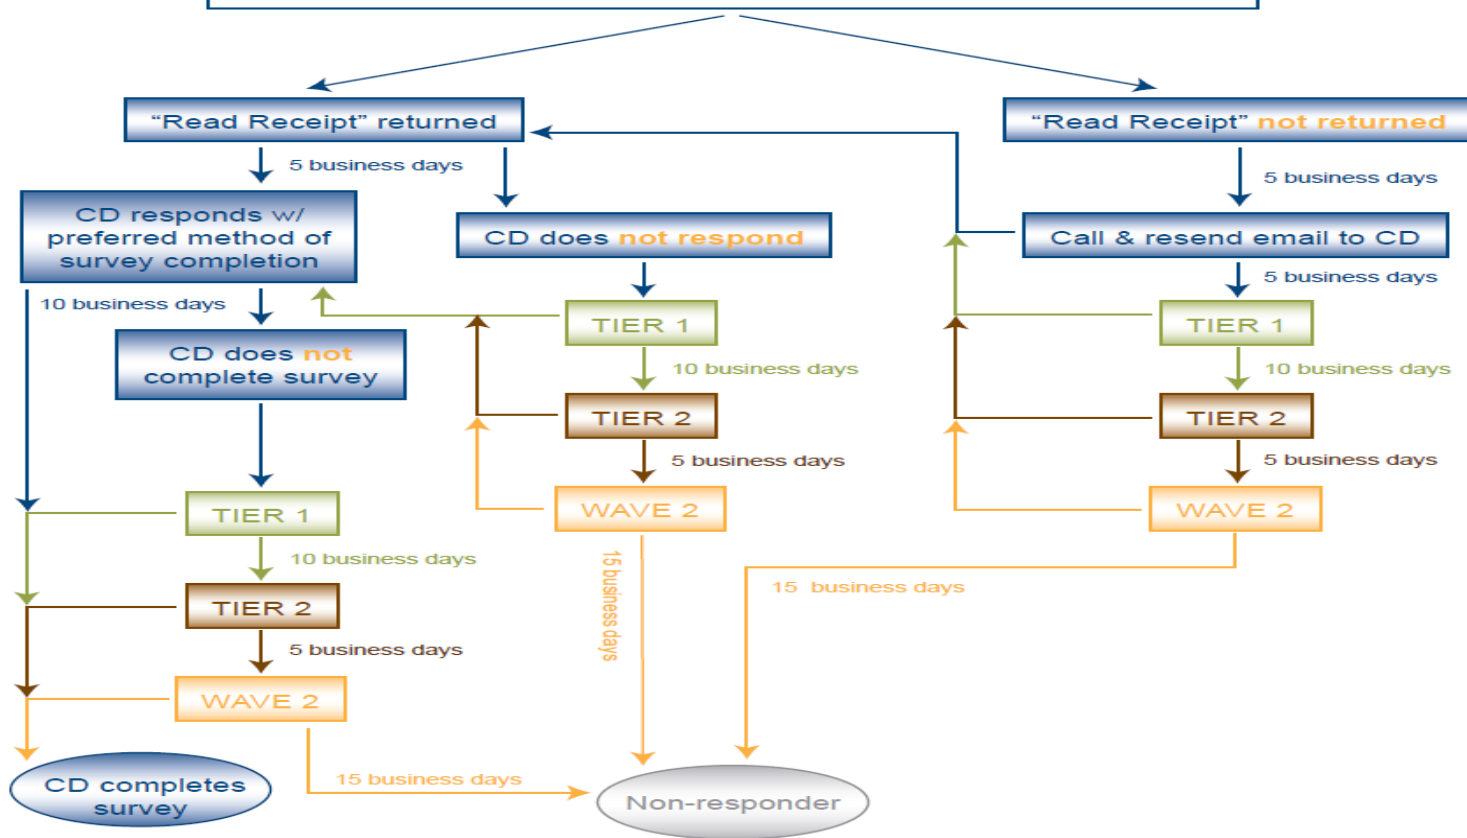 “Read Receipt” returned
“Read Receipt” not returned
5 business days
5 business days
CD responds w/
preferred method of
survey completion
CD does not respond
Call & resend email to CD
10 business days
5 business days
CD does not
complete survey
TIER 1
TIER 1
10 business days
10 business days
TIER 2
TIER 2
5 business days
5 business days
TIER 1
WAVE 2
WAVE 2
10 business days
15 business days
15 business days
TIER 2
5 business days
WAVE 2
15 business days
CD completes
survey
Non-responder